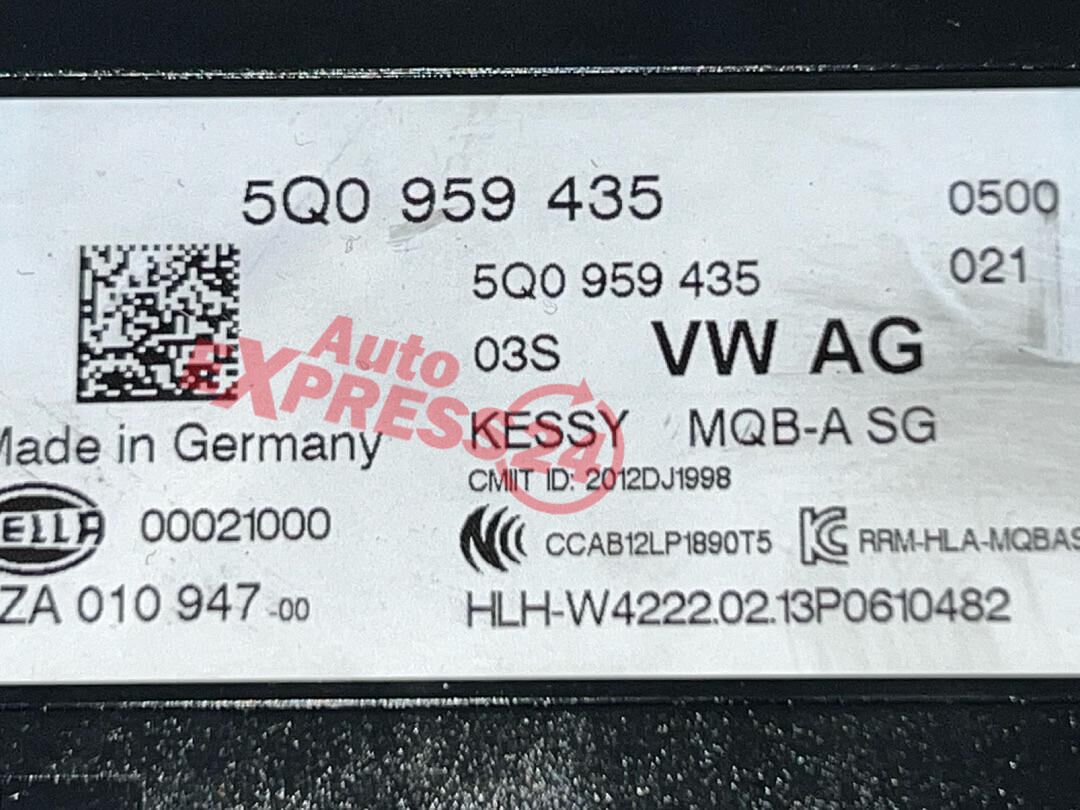 5Q0 959 435 0500
5Q0 959 435 021
03S VW AG
Auto
EXPRESS24
KESSY MQB-A SG
Made in Germany
CMIIT ID: 2012DJ1998
HELLA 00021000 CCAB12LP1890T5 RRM-HLA-MQBAS
ZA 010 947 -00 HLH-W4222.02.13P0610482